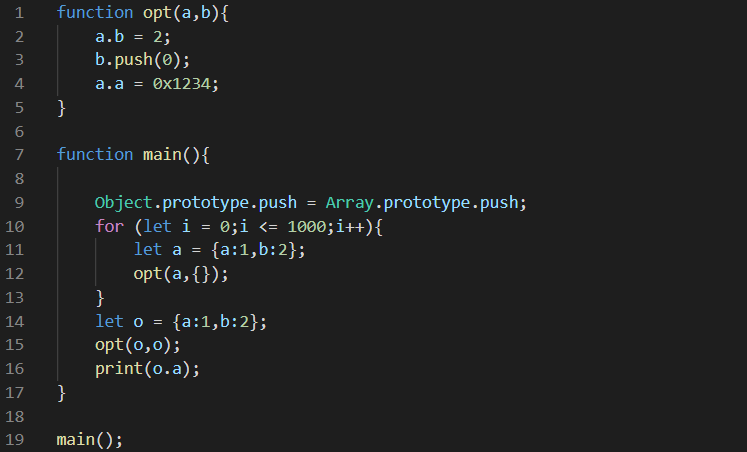 1 function opt(a,b){
2 a.b = 2;
3 b.push(0);
4 a.a = 0x1234;
5 }
6
7 function main(){
8
9 Object.prototype.push = Array.prototype.push;
10 for (let i = 0;i <= 1000;i++){
11 let a = {a:1,b:2};
12 opt(a,{});
13 }
14 let o = {a:1,b:2};
15 opt(o,o);
16 print(o.a);
17 }
18
19 main();